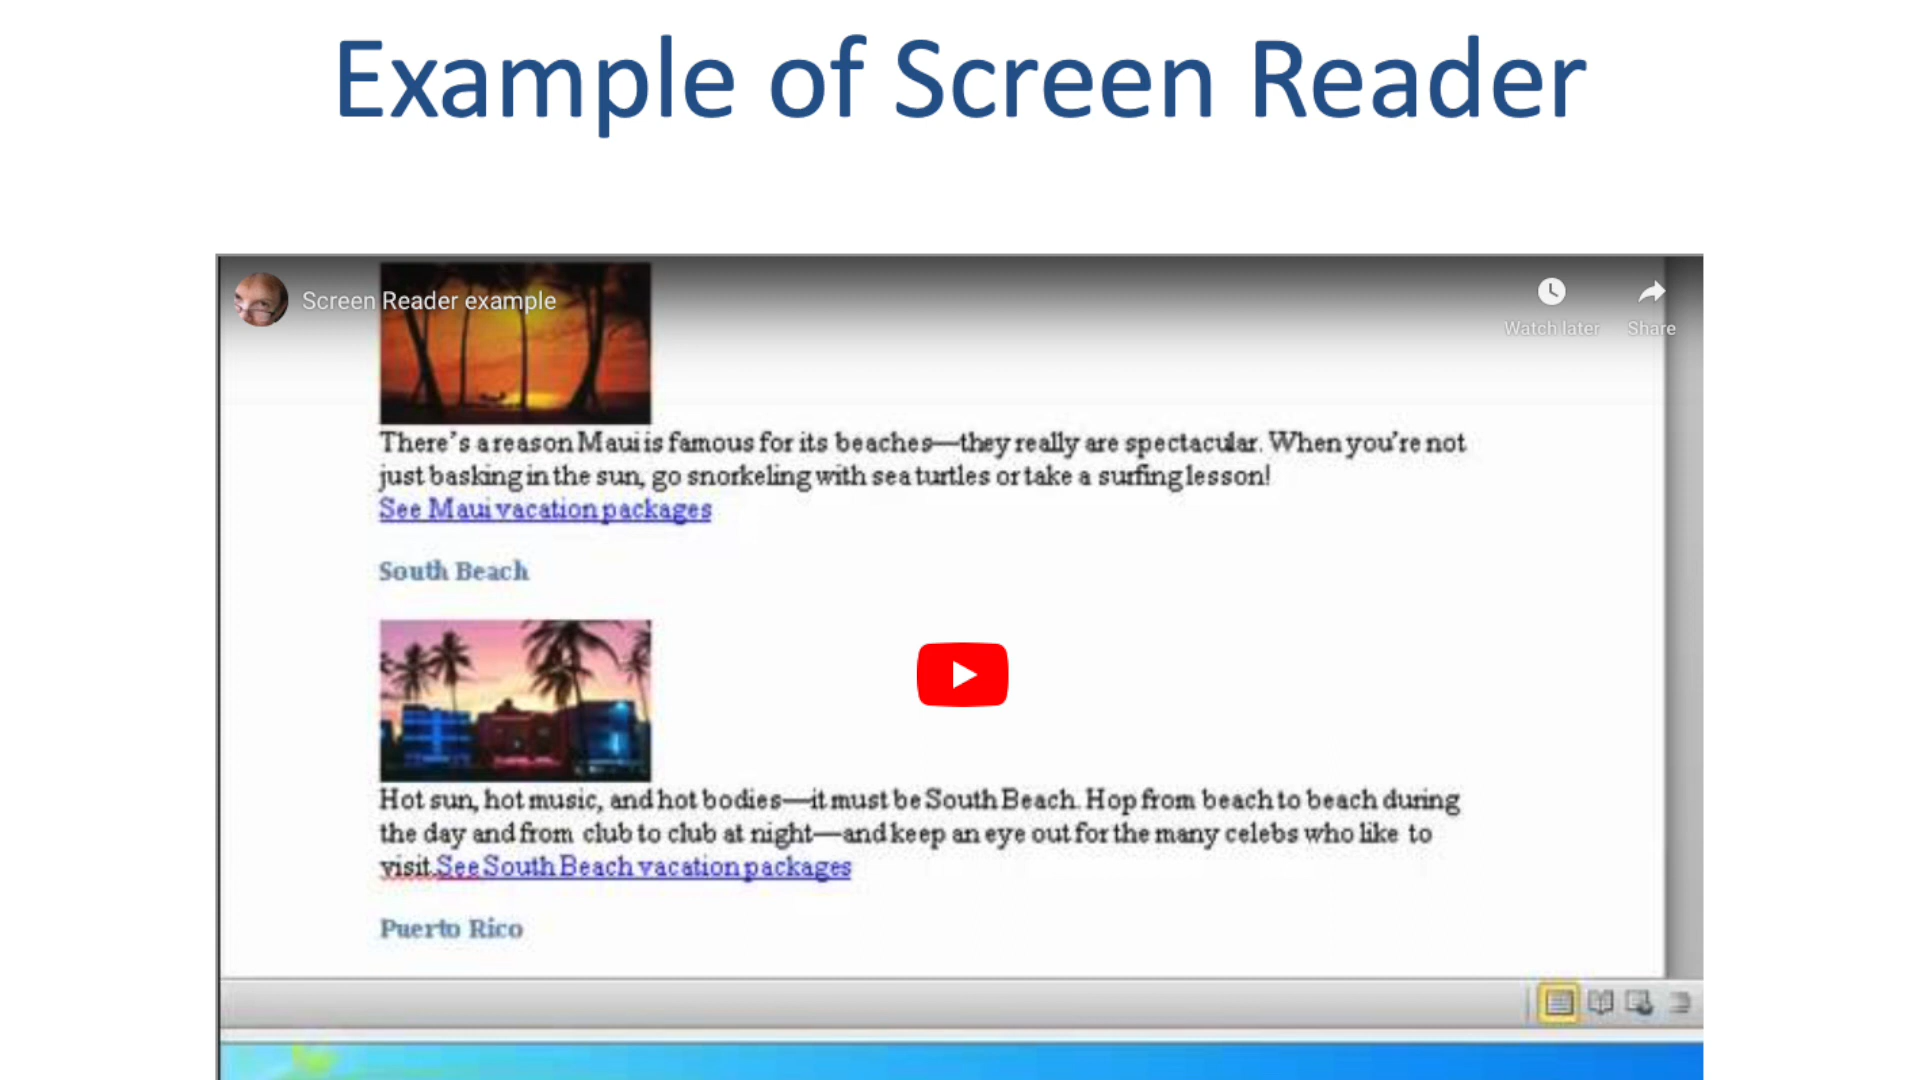 Example of Screen Reader
Screen Reader example
Watch later
Share
There's a reason Maui is famous for its beaches—they really are spectacular. When you're not
just basking in the sun, go snorkeling with sea turtles or take a surfing lesson!
See Maui vacation packages
South Beach
Hot sun, hot music, and hot bodies—it must be South Beach. Hop from beach to beach during
the day and from club to club at night—and keep an eye out for the many celebs who like to
visit.See South Beach vacation packages
Puerto Rico